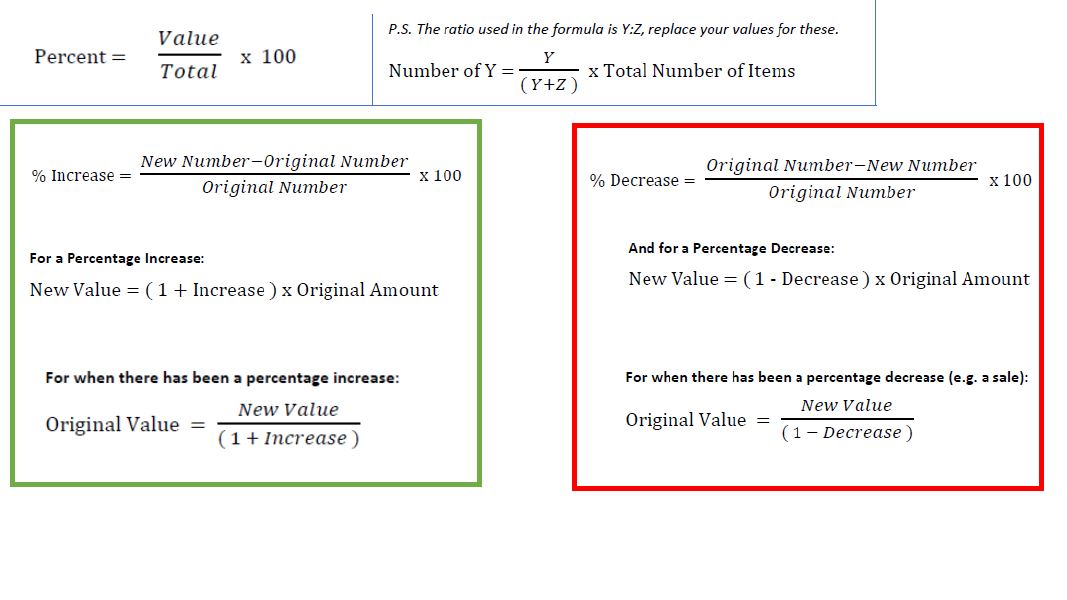 Percent = Value / Total x 100
P.S. The ratio used in the formula is Y:Z, replace your values for these.
Number of Y = Y / (Y+Z) x Total Number of Items
% Increase = New Number−Original Number / Original Number x 100
For a Percentage Increase:
New Value = ( 1 + Increase ) x Original Amount
For when there has been a percentage increase:
Original Value = New Value / ( 1 + Increase )
% Decrease = Original Number−New Number / Original Number x 100
And for a Percentage Decrease:
New Value = ( 1 - Decrease ) x Original Amount
For when there has been a percentage decrease (e.g. a sale):
Original Value = New Value / ( 1 − Decrease )